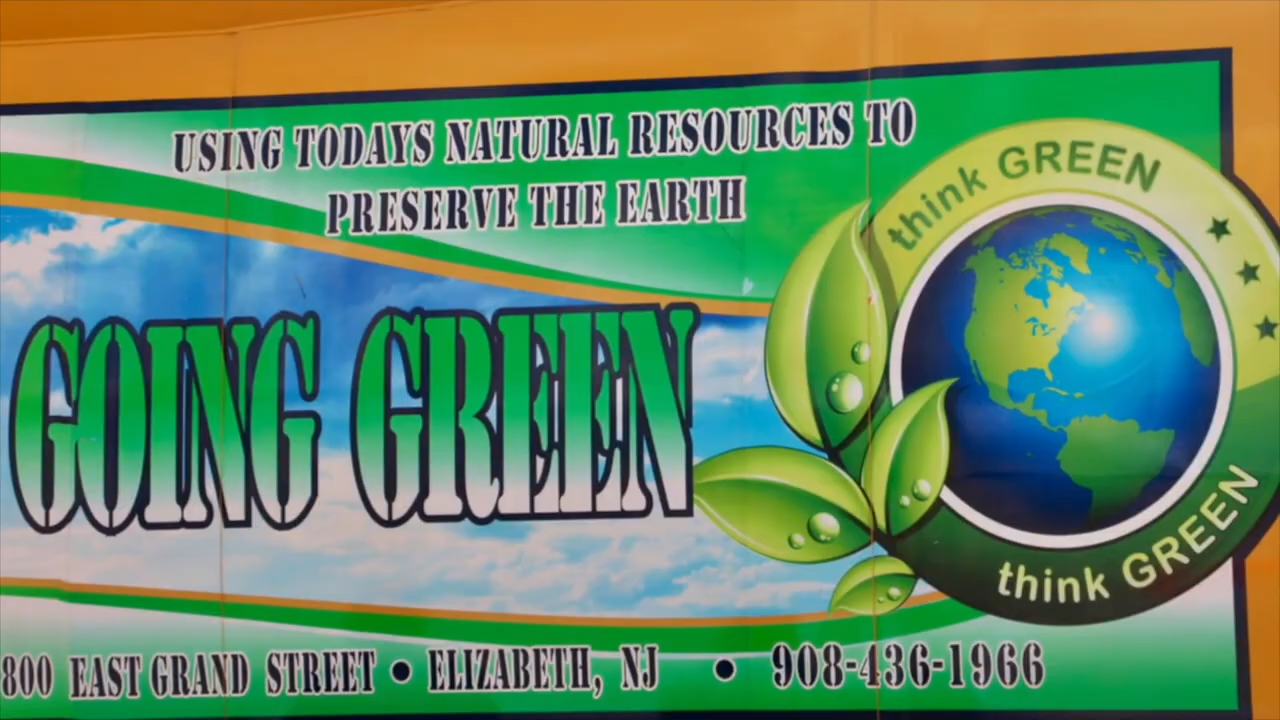 USING TODAYS NATURAL RESOURCES TO
PRESERVE THE EARTH
think GREEN
GOING GREEN
think GREEN
800 EAST GRAND STREET • ELIZABETH, NJ • 908-436-1966